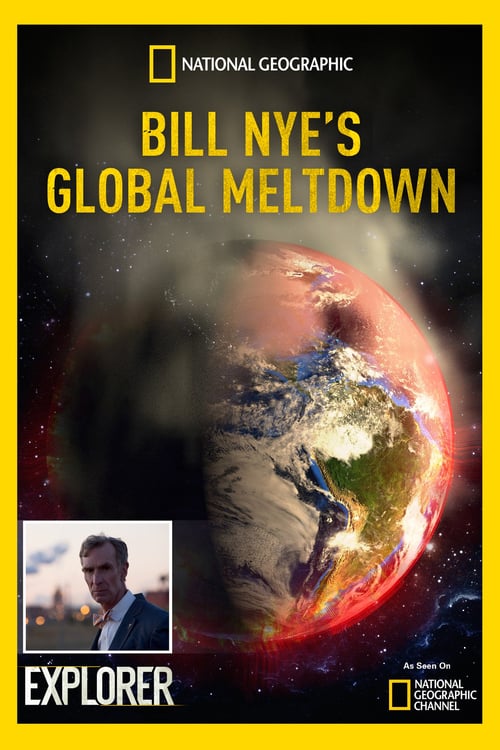 NATIONAL GEOGRAPHIC
BILL NYE'S
GLOBAL MELTDOWN
EXPLORER
As Seen On
NATIONAL
GEOGRAPHIC
CHANNEL